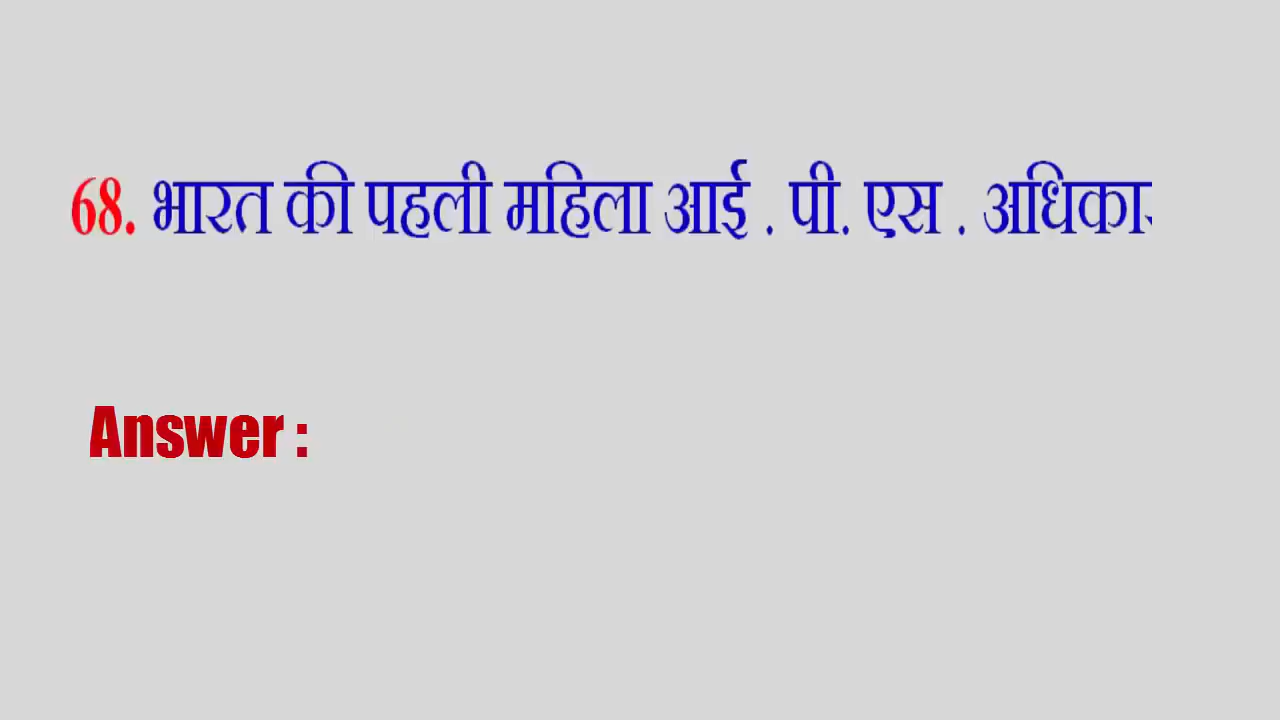 68. भारत की पहली महिला आई . पी. एस . अधिका
Answer :